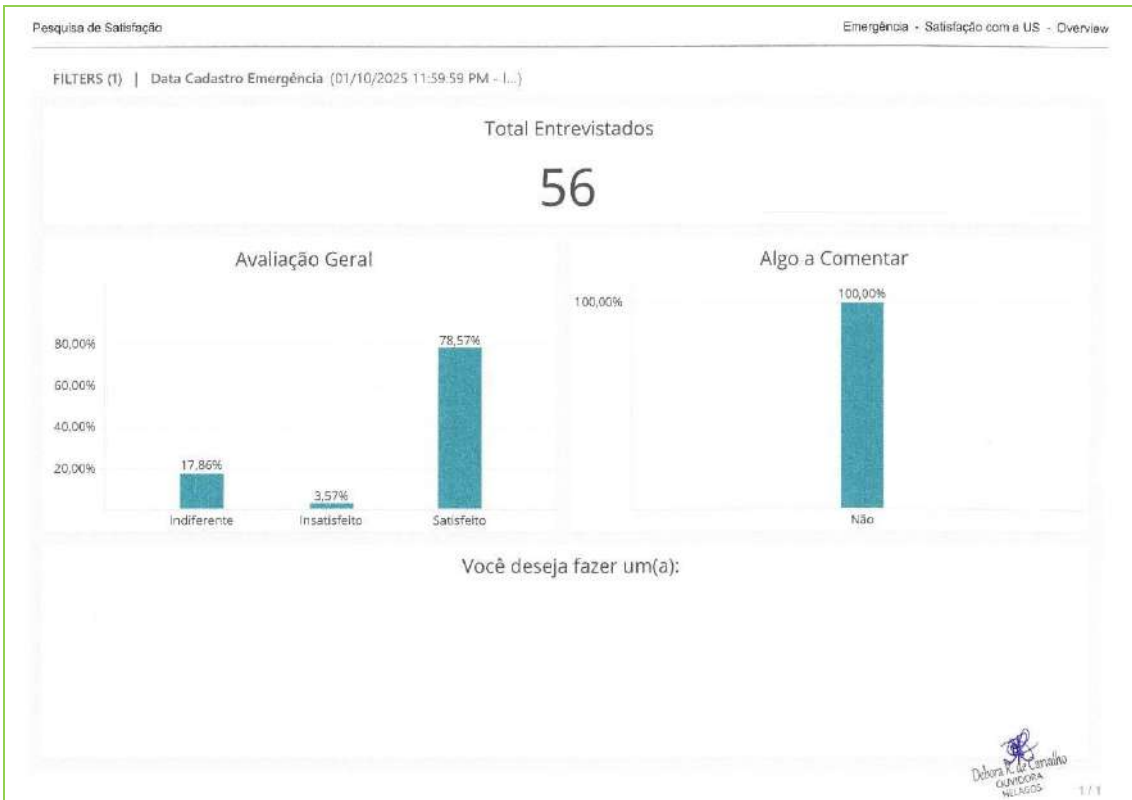 Pesquisa de Satisfação
Emergência - Satisfação com a US - Overview
FILTERS (1) | Data Cadastro Emergência (01/10/2025 11:59:59 PM - I...)
Total Entrevistados
56
Avaliação Geral
80,00%
60,00%
40,00%
20,00%
17,86%
3,57%
78,57%
Indiferente
Insatisfeito
Satisfeito
Algo a Comentar
100,00%
100,00%
Não
Você deseja fazer um(a):
Debora R. de Carvalho
OUVIDORA
HELAGOS
1 / 1